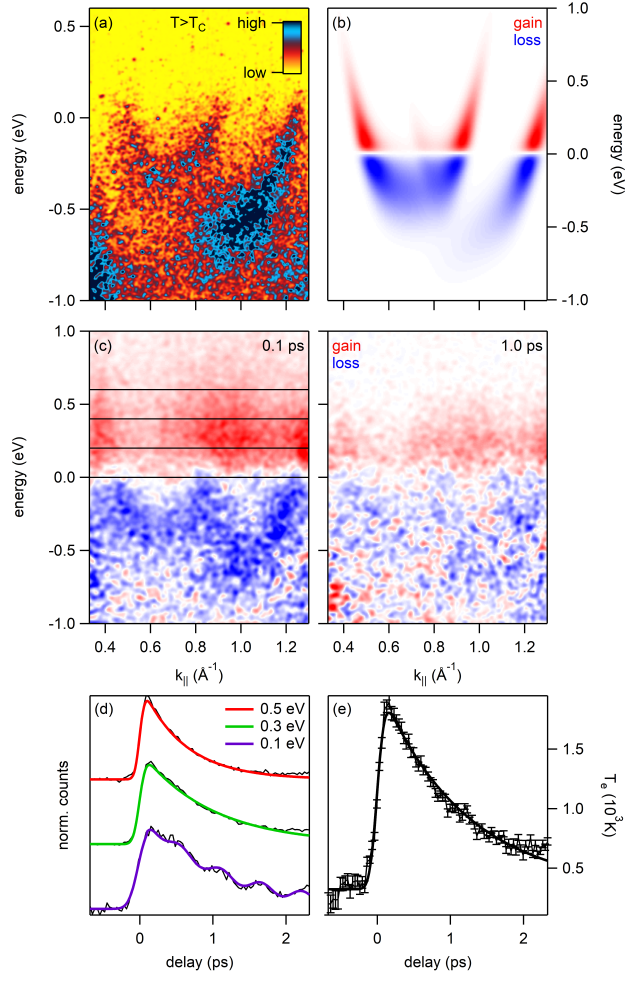 (a)
T>T_C
high
low
0.5
0.0
-0.5
-1.0
energy (eV)
(b)
gain
loss
1.0
0.5
0.0
-0.5
-1.0
energy (eV)
(c)
0.1 ps
1.0
0.5
0.0
-0.5
-1.0
energy (eV)
0.4
0.6
0.8
1.0
1.2
k_|| (Å^-1)
gain
loss
1.0 ps
0.4
0.6
0.8
1.0
1.2
k_|| (Å^-1)
(d)
0.5 eV
0.3 eV
0.1 eV
norm. counts
0
1
2
delay (ps)
(e)
1.5
1.0
0.5
T_e (10^3 K)
0
1
2
delay (ps)